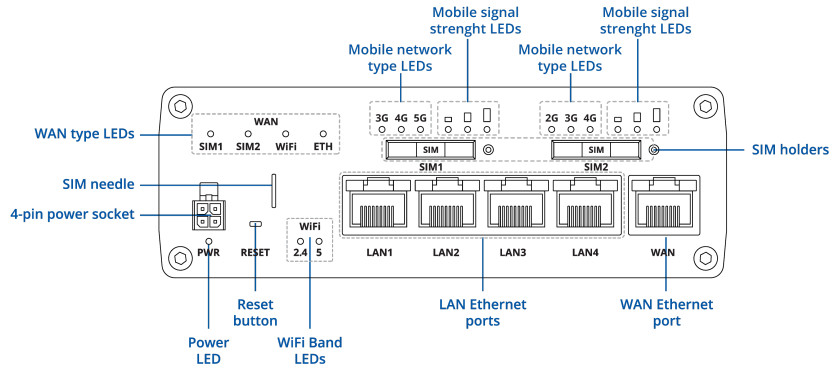 Mobile signal
strenght LEDs
Mobile signal
strenght LEDs
Mobile network
type LEDs
Mobile network
type LEDs
WAN type LEDs
WAN
SIM1 SIM2 WiFi ETH
3G 4G 5G
2G 3G 4G
SIM
SIM
SIM holders
SIM1
SIM2
SIM needle
4-pin power socket
WiFi
PWR
RESET
2.4 5
LAN1
LAN2
LAN3
LAN4
WAN
Reset
button
LAN Ethernet
ports
WAN Ethernet
port
Power
LED
WiFi Band
LEDs